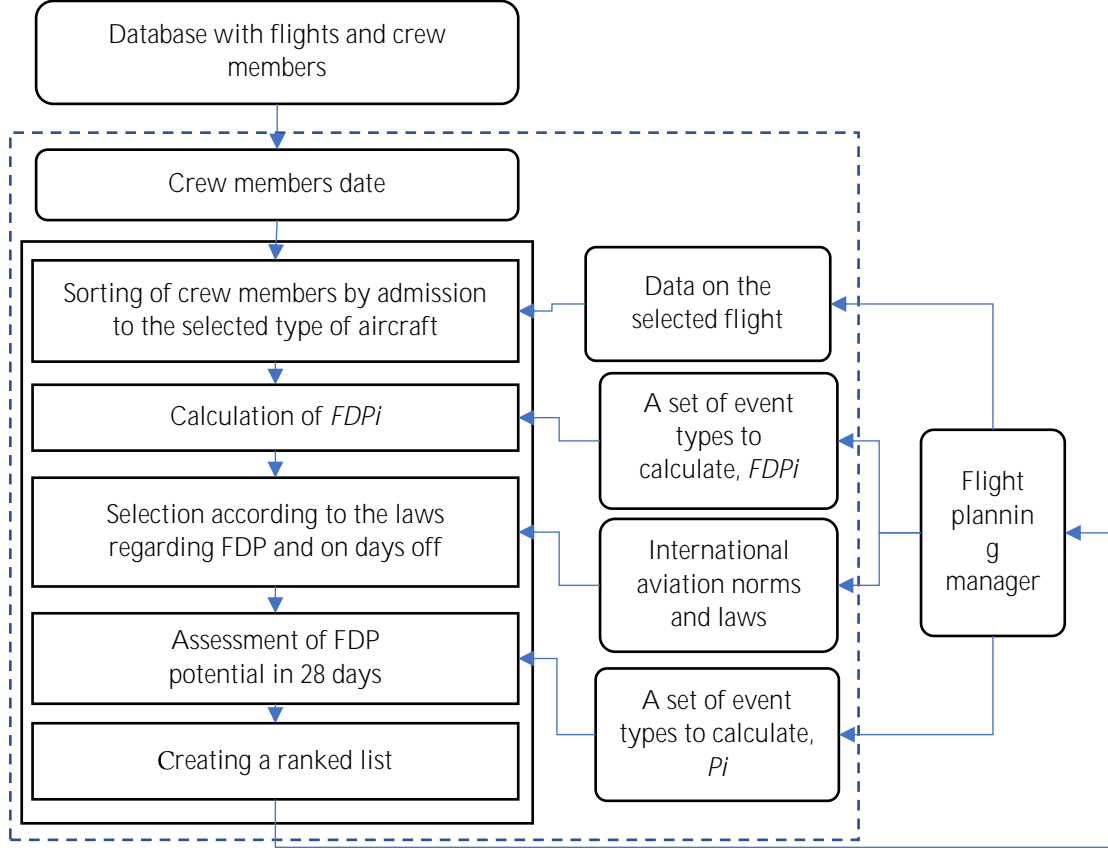 Database with flights and crew
members
Crew members date
Sorting of crew members by admission
to the selected type of aircraft
Data on the
selected flight
Calculation of FDPi
A set of event
types to
calculate, FDPi
Selection according to the laws
regarding FDP and on days off
International
aviation norms
and laws
Flight
plannin
g
manager
Assessment of FDP
potential in 28 days
A set of event
types to calculate,
Pi
Creating a ranked list